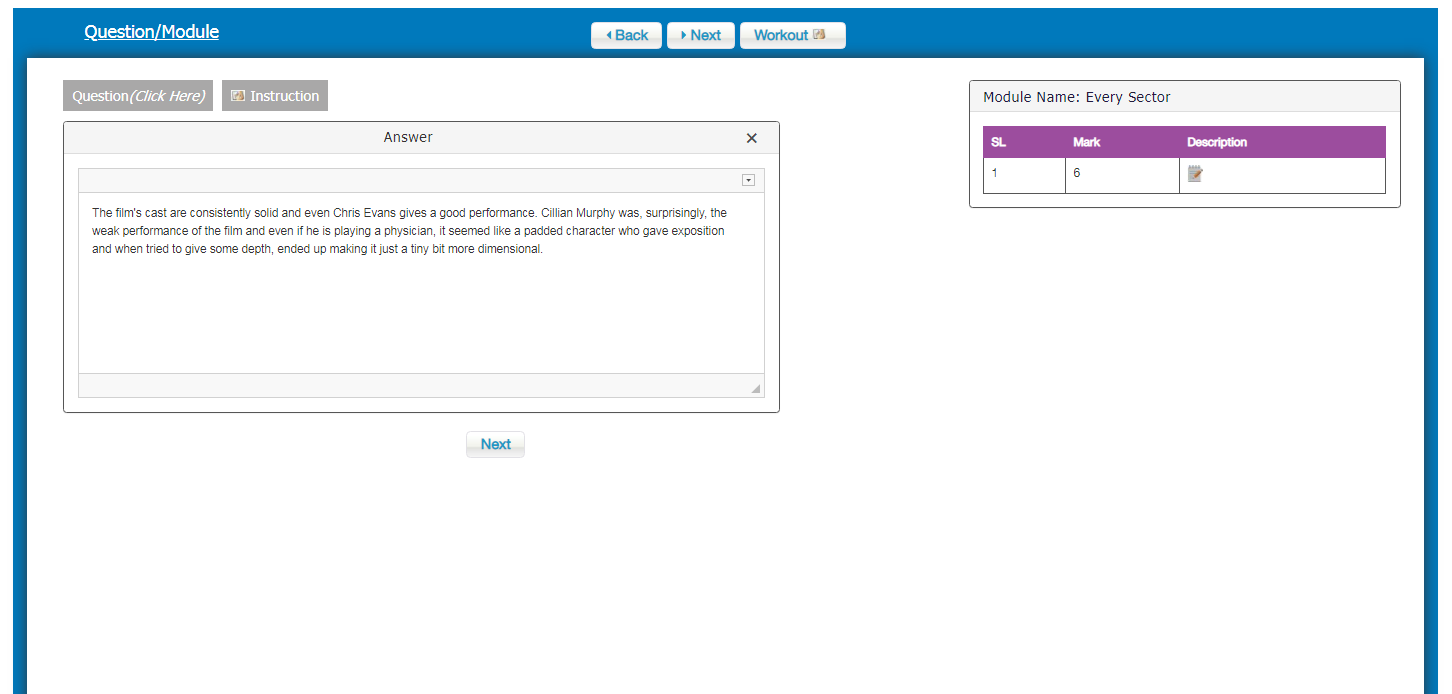 Question/Module
Back
Next
Workout
Question(Click Here)
Instruction
Module Name: Every Sector
Answer
SL Mark Description
1 6
The film's cast are consistently solid and even Chris Evans gives a good performance. Cillian Murphy was, surprisingly, the
weak performance of the film and even if he is playing a physician, it seemed like a padded character who gave exposition
and when tried to give some depth, ended up making it just a tiny bit more dimensional.
Next